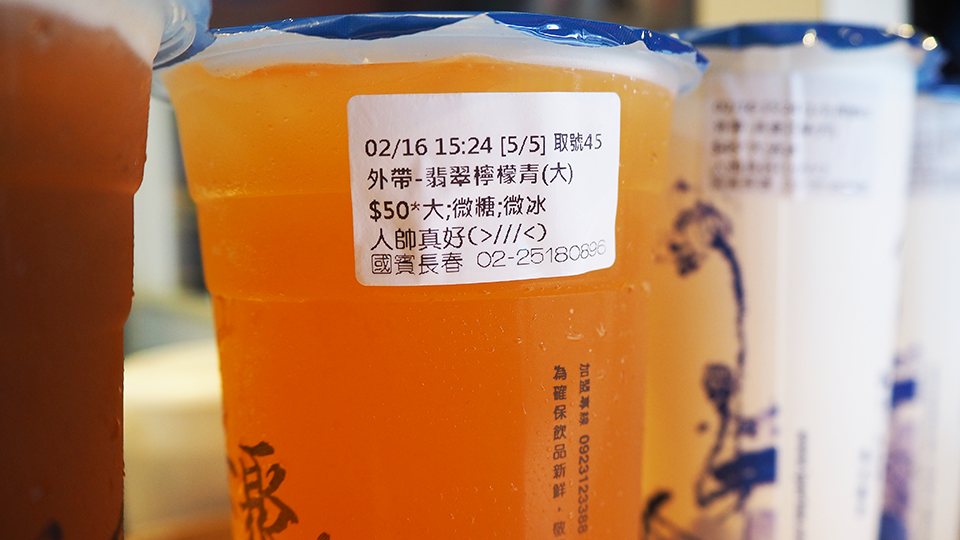 02/16 15:24 [5/5] 取號45
外帶-翡翠檸檬青(大)
$50*大;微糖;微冰
人帥真好(>///<)
國賓長春 02-25180896
加盟專線 0923123388
為確保飲品新鮮，敬